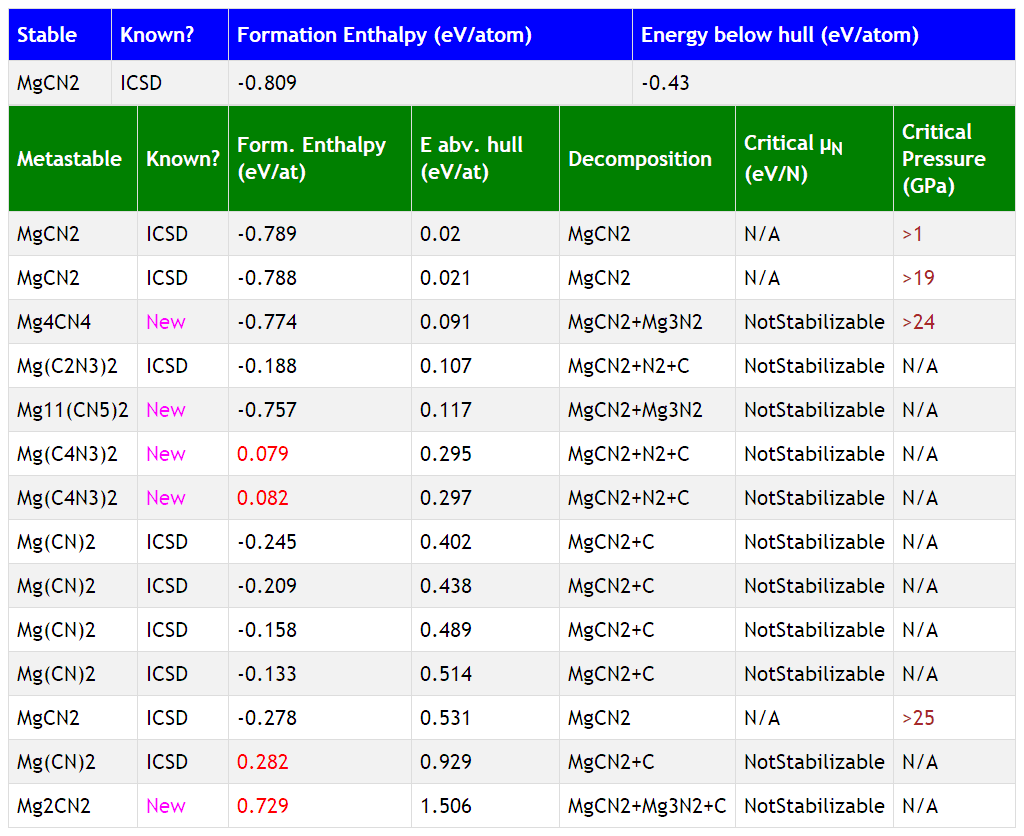 Stable Known? Formation Enthalpy (eV/atom) Energy below hull (eV/atom)
MgCN2 ICSD -0.809 -0.43
Metastable Known? Form. Enthalpy (eV/at) E abv. hull (eV/at) Decomposition Critical μN (eV/N) Critical Pressure (GPa)
MgCN2 ICSD -0.789 0.02 MgCN2 N/A >1
MgCN2 ICSD -0.788 0.021 MgCN2 N/A >19
Mg4CN4 New -0.774 0.091 MgCN2+Mg3N2 NotStabilizable >24
Mg(C2N3)2 ICSD -0.188 0.107 MgCN2+N2+C NotStabilizable N/A
Mg11(CN5)2 New -0.757 0.117 MgCN2+Mg3N2 NotStabilizable N/A
Mg(C4N3)2 New 0.079 0.295 MgCN2+N2+C NotStabilizable N/A
Mg(C4N3)2 New 0.082 0.297 MgCN2+N2+C NotStabilizable N/A
Mg(CN)2 ICSD -0.245 0.402 MgCN2+C NotStabilizable N/A
Mg(CN)2 ICSD -0.209 0.438 MgCN2+C NotStabilizable N/A
Mg(CN)2 ICSD -0.158 0.489 MgCN2+C NotStabilizable N/A
Mg(CN)2 ICSD -0.133 0.514 MgCN2+C NotStabilizable N/A
MgCN2 ICSD -0.278 0.531 MgCN2 N/A >25
Mg(CN)2 ICSD 0.282 0.929 MgCN2+C NotStabilizable N/A
Mg2CN2 New 0.729 1.506 MgCN2+Mg3N2+C NotStabilizable N/A